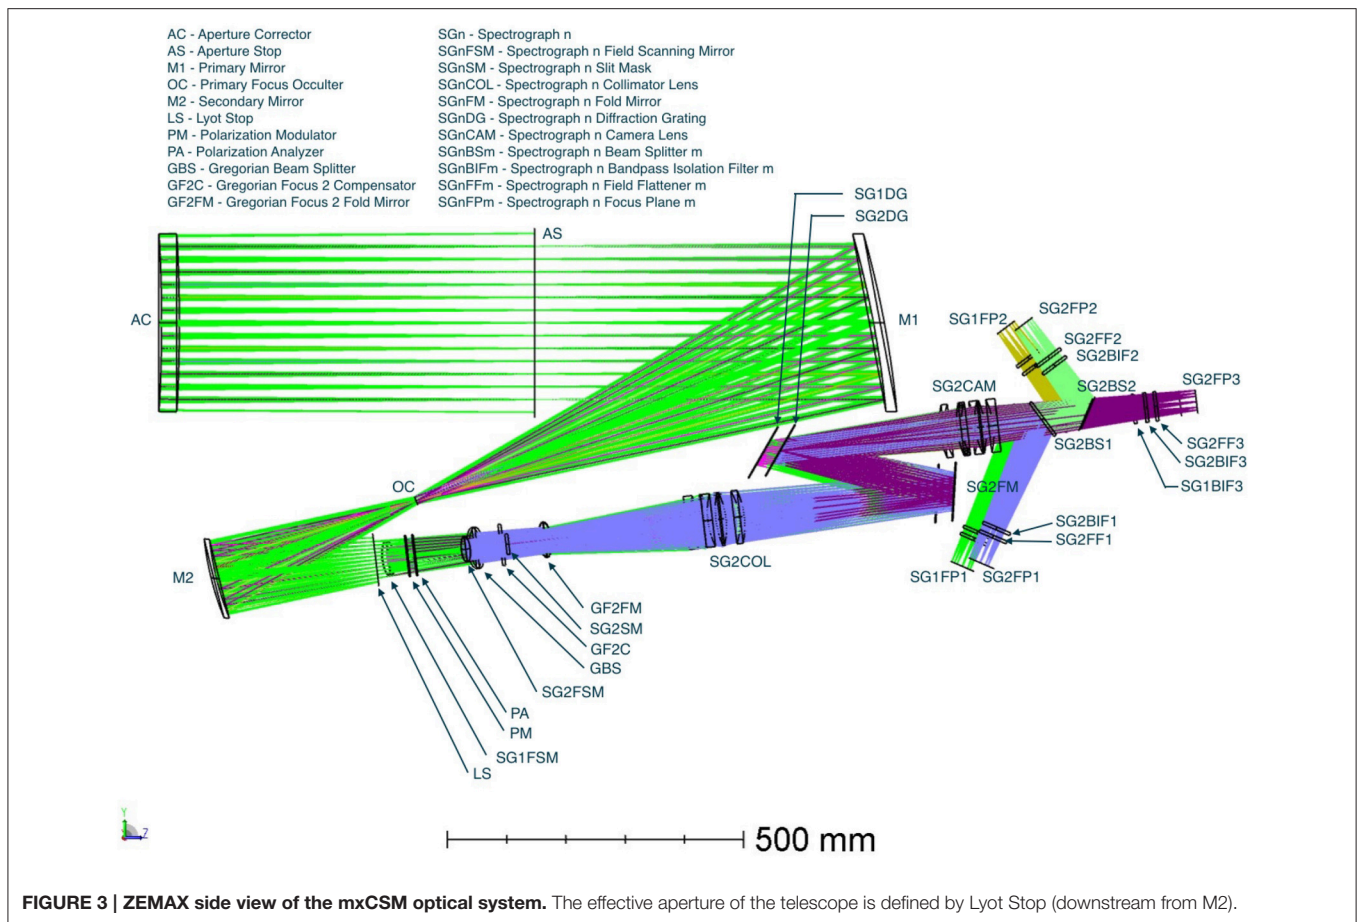 AC - Aperture Corrector
AS - Aperture Stop
M1 - Primary Mirror
OC - Primary Focus Occulter
M2 - Secondary Mirror
LS - Lyot Stop
PM - Polarization Modulator
PA - Polarization Analyzer
GBS - Gregorian Beam Splitter
GF2C - Gregorian Focus 2 Compensator
GF2FM - Gregorian Focus 2 Fold Mirror
SGn - Spectrograph n
SGnFSM - Spectrograph n Field Scanning Mirror
SGnSM - Spectrograph n Slit Mask
SGnCOL - Spectrograph n Collimator Lens
SGnFM - Spectrograph n Fold Mirror
SGnDG - Spectrograph n Diffraction Grating
SGnCAM - Spectrograph n Camera Lens
SGnBSm - Spectrograph n Beam Splitter m
SGnBIFm - Spectrograph n Bandpass Isolation Filter m
SGnFFm - Spectrograph n Field Flattener m
SGnFPm - Spectrograph n Focus Plane m
SG1DG
SG2DG
AS
AC
M1
SG1FP2
SG2FP2
SG2FF2
SG2BIF2
SG2CAM
SG2BS2
SG2FP3
SG2BS1
SG2FF3
SG2BIF3
SG1BIF3
OC
SG2FM
SG2BIF1
SG2FF1
SG2COL
SG1FP1
SG2FP1
M2
GF2FM
SG2SM
GF2C
GBS
SG2FSM
PA
PM
SG1FSM
LS
Y
Z
500 mm
FIGURE 3 | ZEMAX side view of the mxCSM optical system. The effective aperture of the telescope is defined by Lyot Stop (downstream from M2).